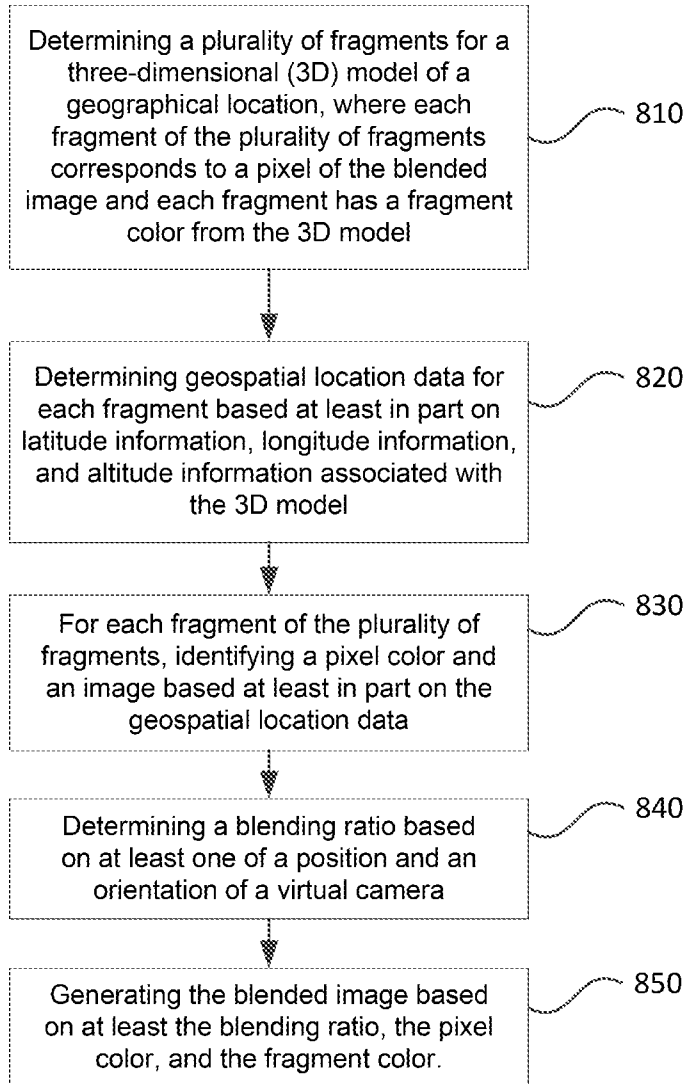 Determining a plurality of fragments for a
three-dimensional (3D) model of a
geographical location, where each
fragment of the plurality of fragments
corresponds to a pixel of the blended
image and each fragment has a fragment
color from the 3D model
810
Determining geospatial location data for
each fragment based at least in part on
latitude information, longitude information,
and altitude information associated with
the 3D model
820
For each fragment of the plurality of
fragments, identifying a pixel color and
an image based at least in part on the
geospatial location data
830
Determining a blending ratio based
on at least one of a position and an
orientation of a virtual camera
840
Generating the blended image based
on at least the blending ratio, the pixel
color, and the fragment color.
850